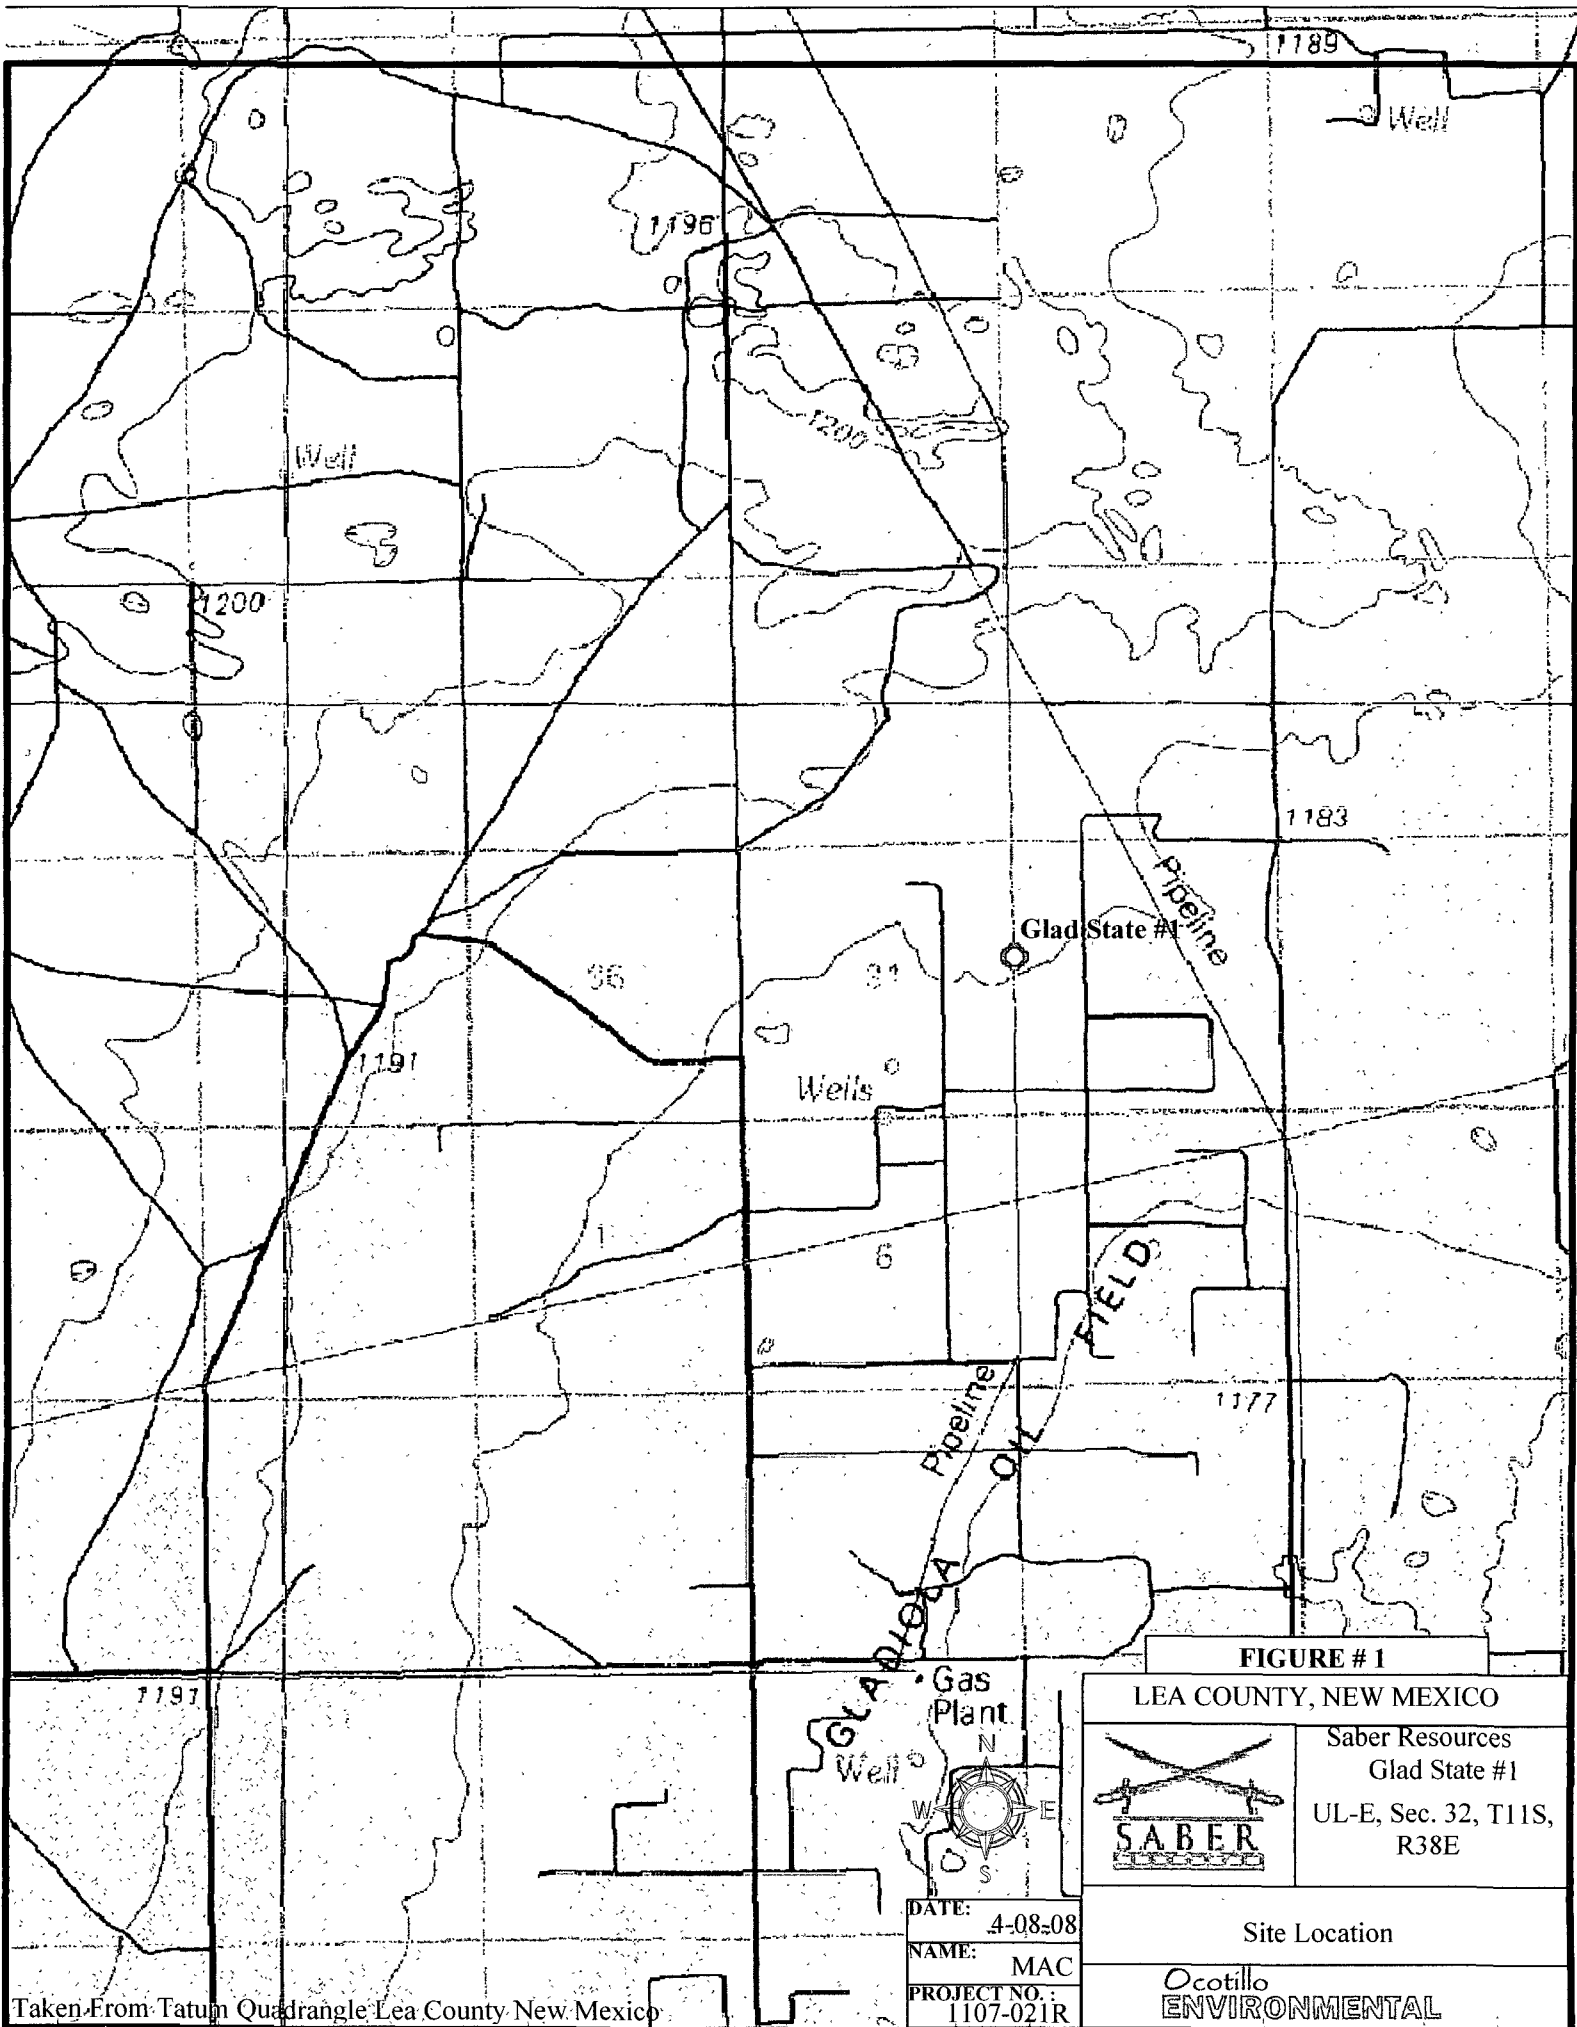 1189
Well
1196
1200
Well
1200
1183
Pipeline
Glad State #1
36
31
1191
Wells
1
6
GLADIOLA OIL FIELD
Pipeline
1177
1191
Gas
Plant
Well
N
W
E
S
FIGURE # 1
LEA COUNTY, NEW MEXICO
SABER
Saber Resources
Glad State #1
UL-E, Sec. 32, T11S,
R38E
DATE:
4-08-08
NAME:
MAC
PROJECT NO. :
1107-021R
Site Location
Ocotillo
ENVIRONMENTAL
Taken From Tatum Quadrangle Lea County New Mexico